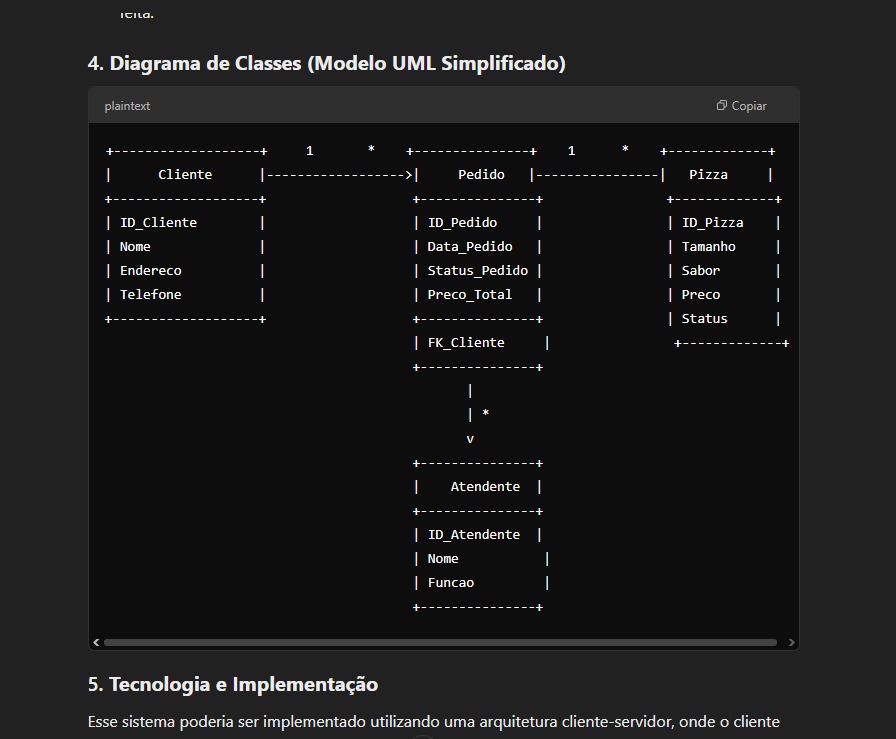 feita.
4. Diagrama de Classes (Modelo UML Simplificado)
plaintext Copiar
+-------------------+     1       *    +---------------+    1      *    +-------------+
|      Cliente      |------------------>|     Pedido   |----------------|   Pizza     |
+-------------------+                   +---------------+                +-------------+
| ID_Cliente        |                   | ID_Pedido     |                | ID_Pizza    |
| Nome              |                   | Data_Pedido   |                | Tamanho     |
| Endereco          |                   | Status_Pedido |                | Sabor       |
| Telefone          |                   | Preco_Total   |                | Preco       |
+-------------------+                   +---------------+                | Status      |
                                        | FK_Cliente     |                +-------------+
                                        +---------------+
                                               |
                                               | *
                                               v
                                        +---------------+
                                        |    Atendente  |
                                        +---------------+
                                        | ID_Atendente  |
                                        | Nome           |
                                        | Funcao         |
                                        +---------------+
5. Tecnologia e Implementação
Esse sistema poderia ser implementado utilizando uma arquitetura cliente-servidor, onde o cliente